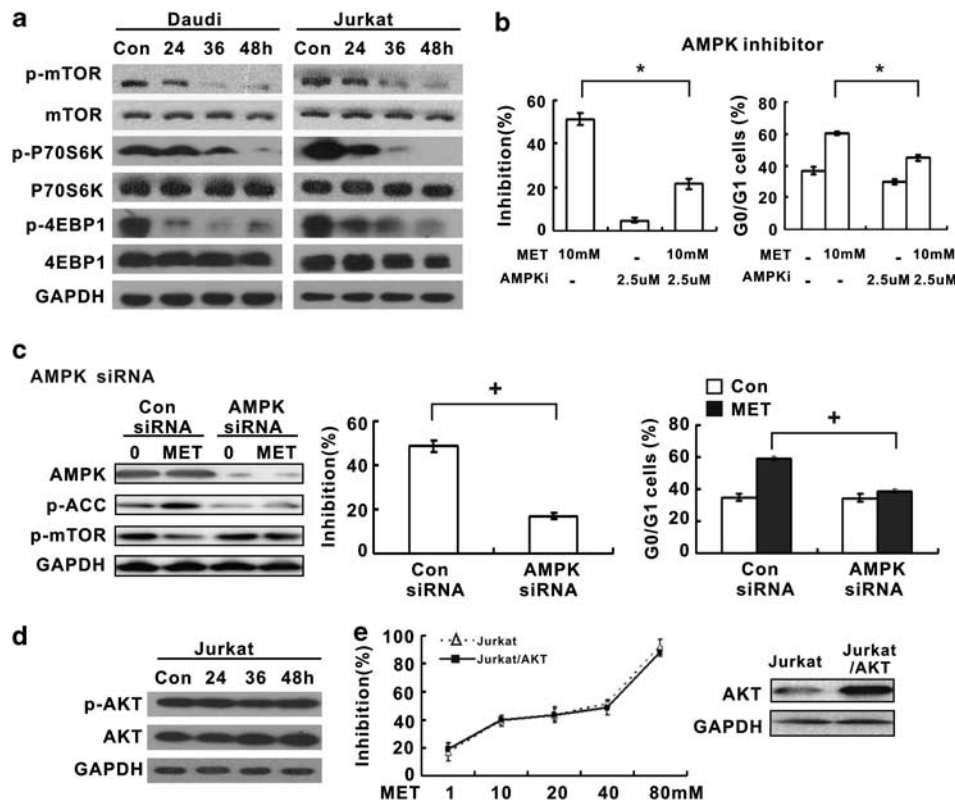 a
Daudi Jurkat
Con 24 36 48h Con 24 36 48h
p-mTOR
mTOR
p-P70S6K
P70S6K
p-4EBP1
4EBP1
GAPDH
b
AMPK inhibitor
*
Inhibition(%)
60
40
20
0
MET 10mM - 10mM
AMPKi - 2.5uM 2.5uM
*
G0/G1 cells (%)
80
60
40
20
0
MET - 10mM - 10mM
AMPKi - - 2.5uM 2.5uM
c
AMPK siRNA
Con siRNA AMPK siRNA
0 MET 0 MET
AMPK
p-ACC
p-mTOR
GAPDH
+
Inhibition(%)
60
40
20
0
Con siRNA AMPK siRNA
Con
MET
+
G0/G1 cells (%)
80
60
40
20
0
Con siRNA AMPK siRNA
d
Jurkat
Con 24 36 48h
p-AKT
AKT
GAPDH
e
Jurkat
Jurkat/AKT
Inhibition(%)
100
80
60
40
20
0
MET 1 10 20 40 80mM
Jurkat Jurkat /AKT
AKT
GAPDH